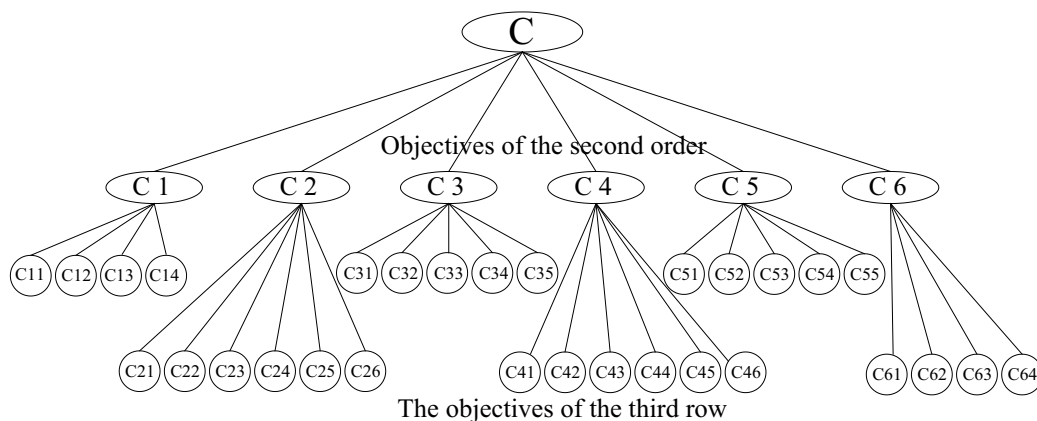 C
Objectives of the second order
C 1 C 2 C 3 C 4 C 5 C 6
C11 C12 C13 C14 C31 C32 C33 C34 C35 C51 C52 C53 C54 C55
C21 C22 C23 C24 C25 C26 C41 C42 C43 C44 C45 C46 C61 C62 C63 C64
The objectives of the third row